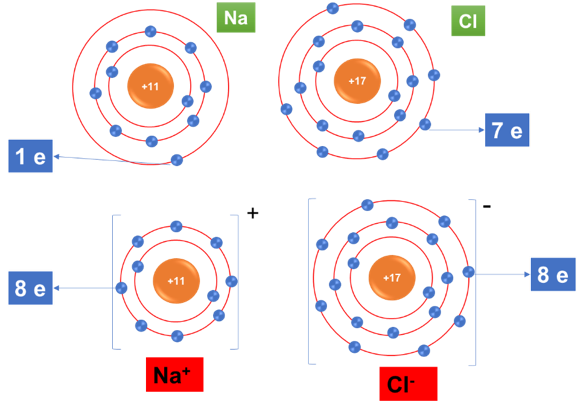 Na
Cl
+11
+17
1 e
7 e
+
-
8 e
+11
+17
8 e
Na⁺
Cl⁻